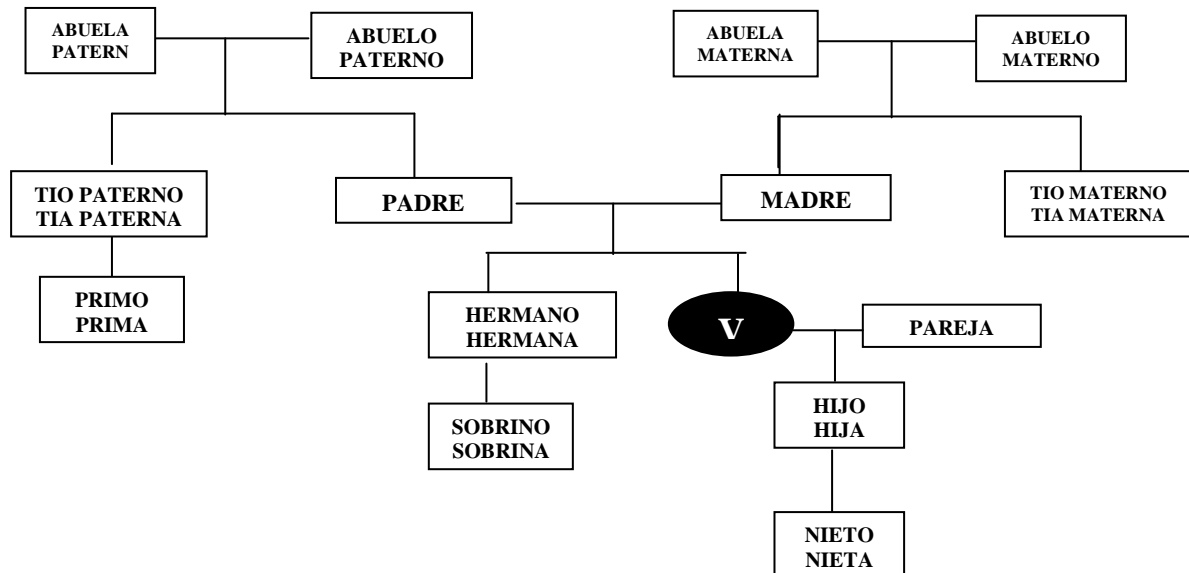 ABUELA
PATERN
ABUELO
PATERNO
ABUELA
MATERNA
ABUELO
MATERNO
TIO PATERNO
TIA PATERNA
PADRE
MADRE
TIO MATERNO
TIA MATERNA
PRIMO
PRIMA
HERMANO
HERMANA
V
PAREJA
SOBRINO
SOBRINA
HIJO
HIJA
NIETO
NIETA